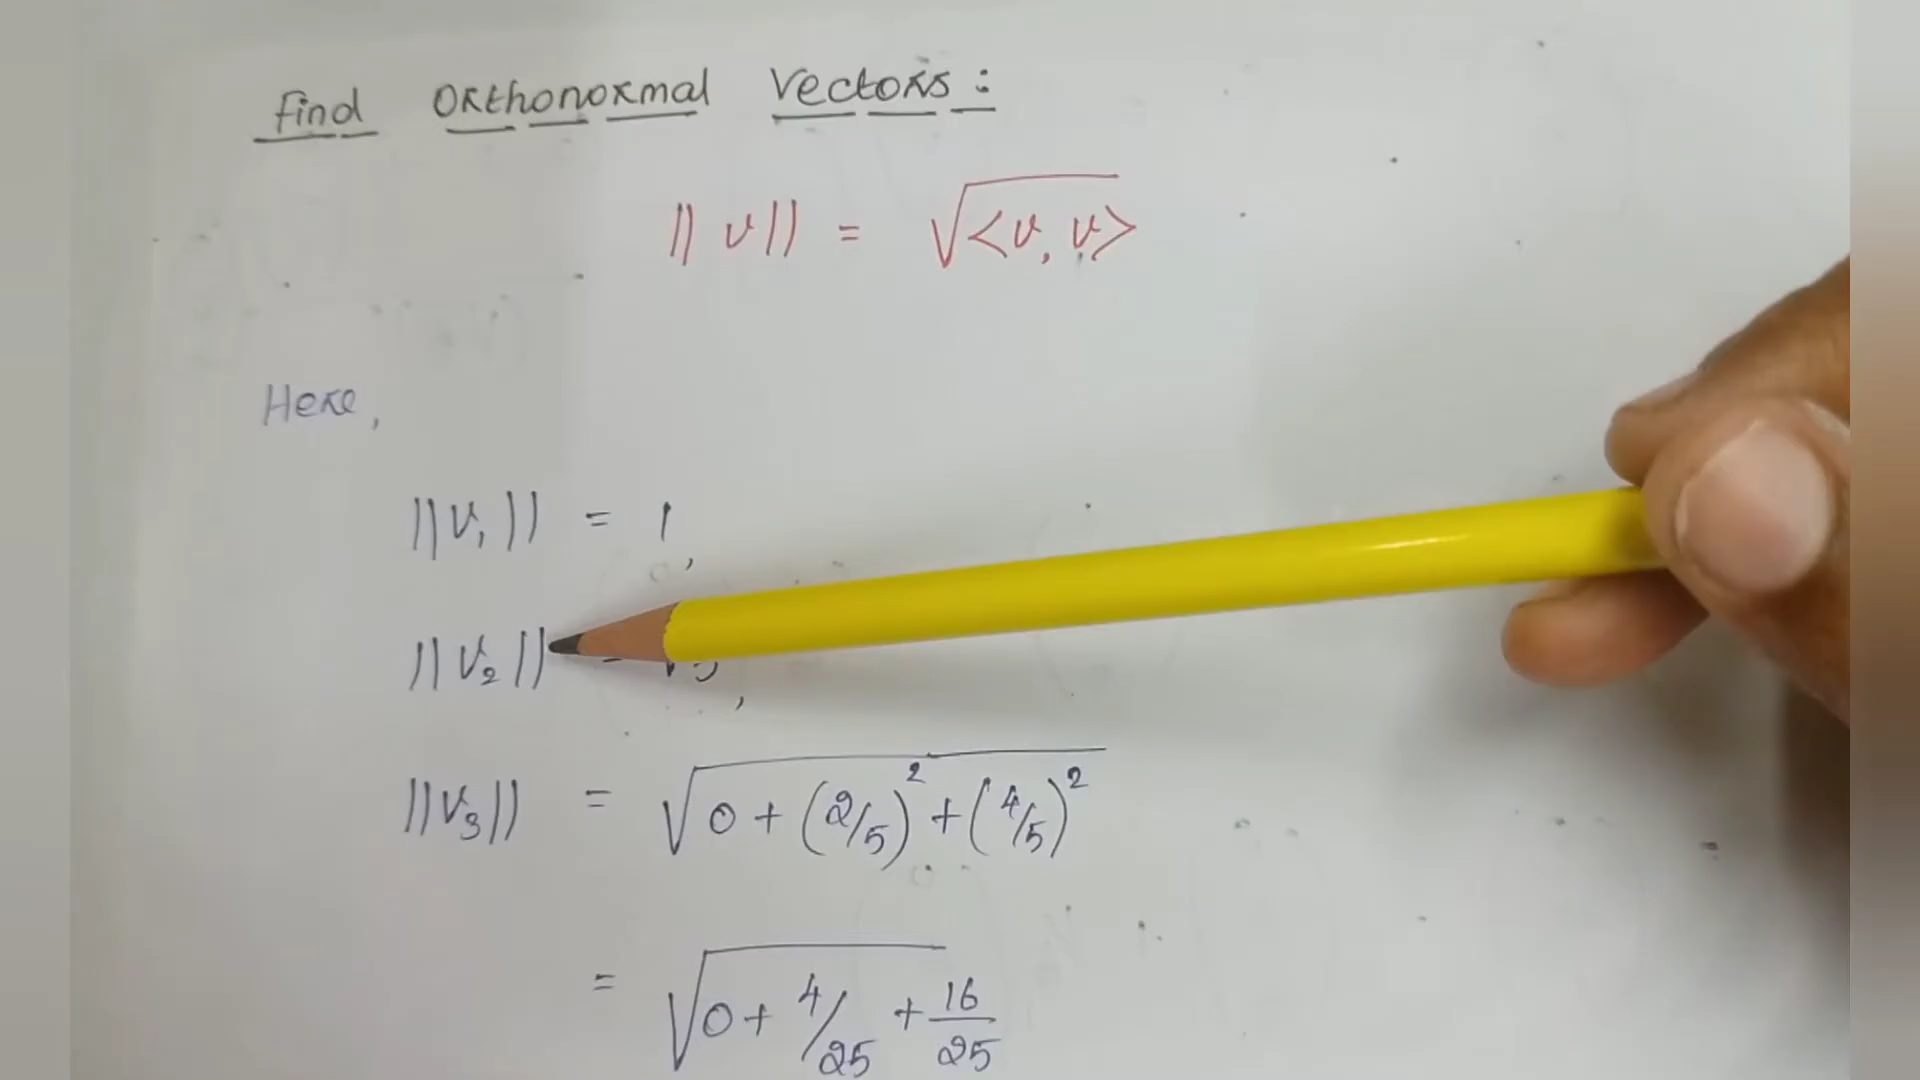 Find Orthonormal Vectors:
||v|| = √<v, v>
Here,
||v₁|| = 1,
||v₂||
||v₃|| = √0 + (2/5)² + (4/5)²
= √0 + 4/25 + 16/25